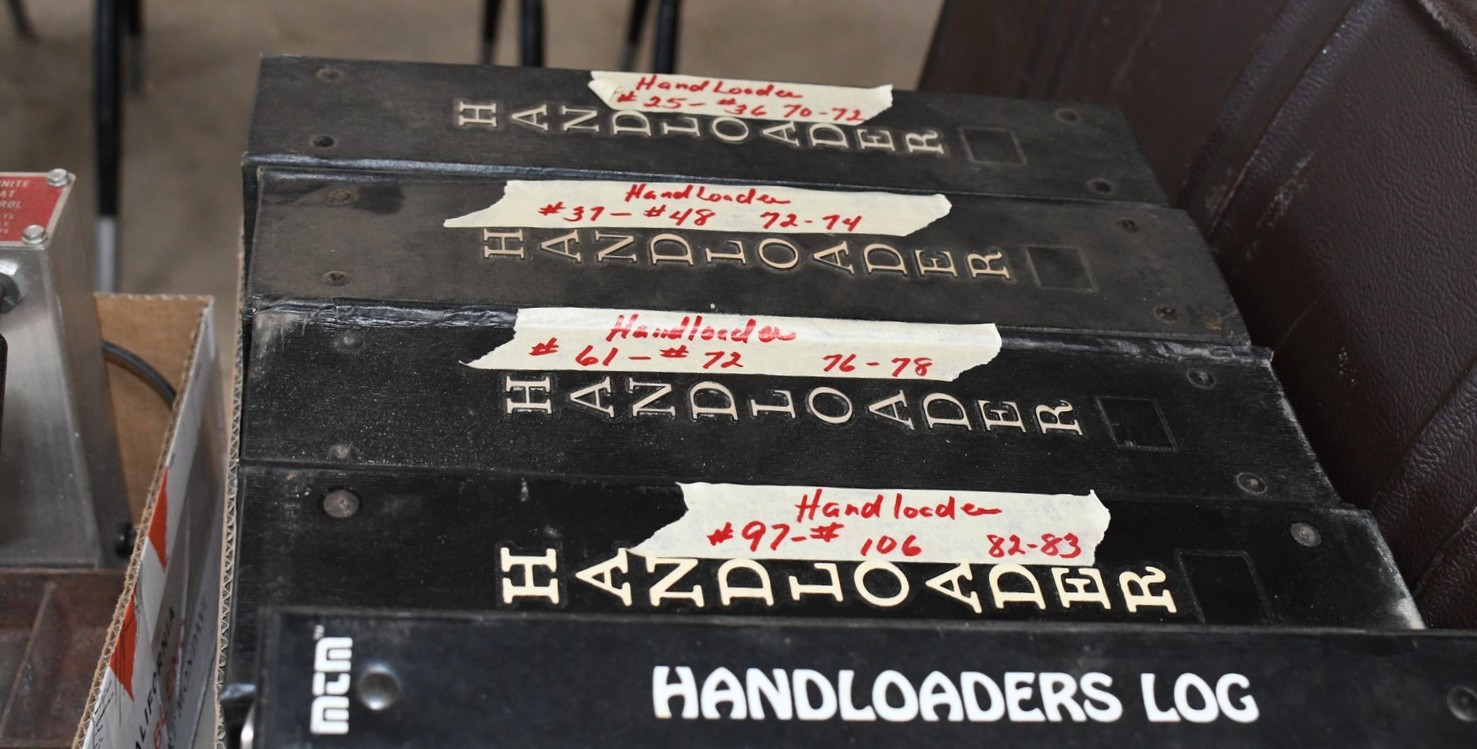 HandLoader
#25-#36 70-72
HANDLOADER
HandLoader
#37-#48 72-74
HANDLOADER
Handloader
#61-#72 76-78
HANDLOADER
Handloader
#97-#106 82-83
HANDLOADER
MTM
HANDLOADERS LOG
ALIFORNIA